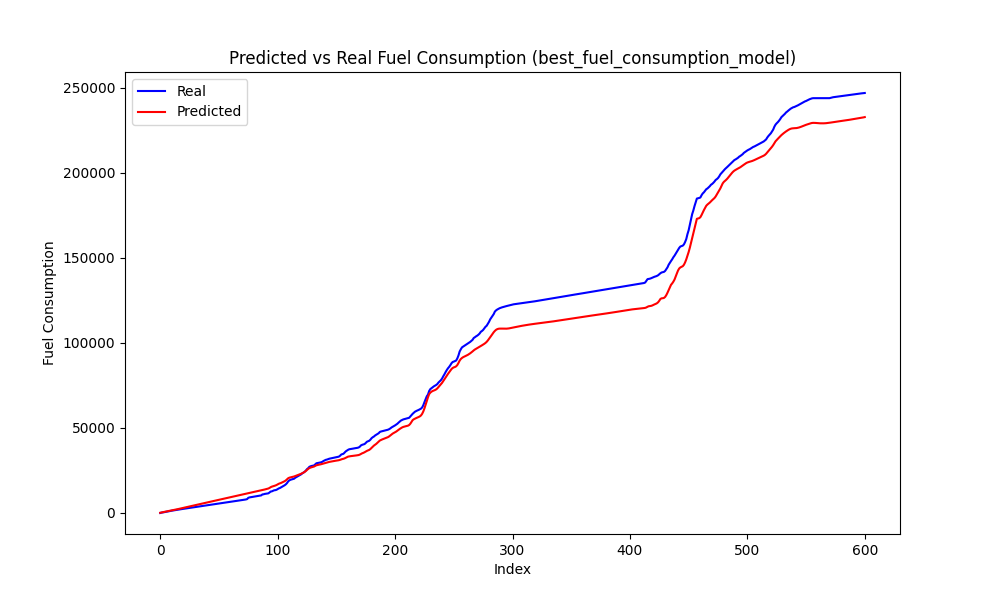 Predicted vs Real Fuel Consumption (best_fuel_consumption_model)
Real
Predicted
250000
200000
150000
100000
50000
0
Fuel Consumption
0 100 200 300 400 500 600
Index